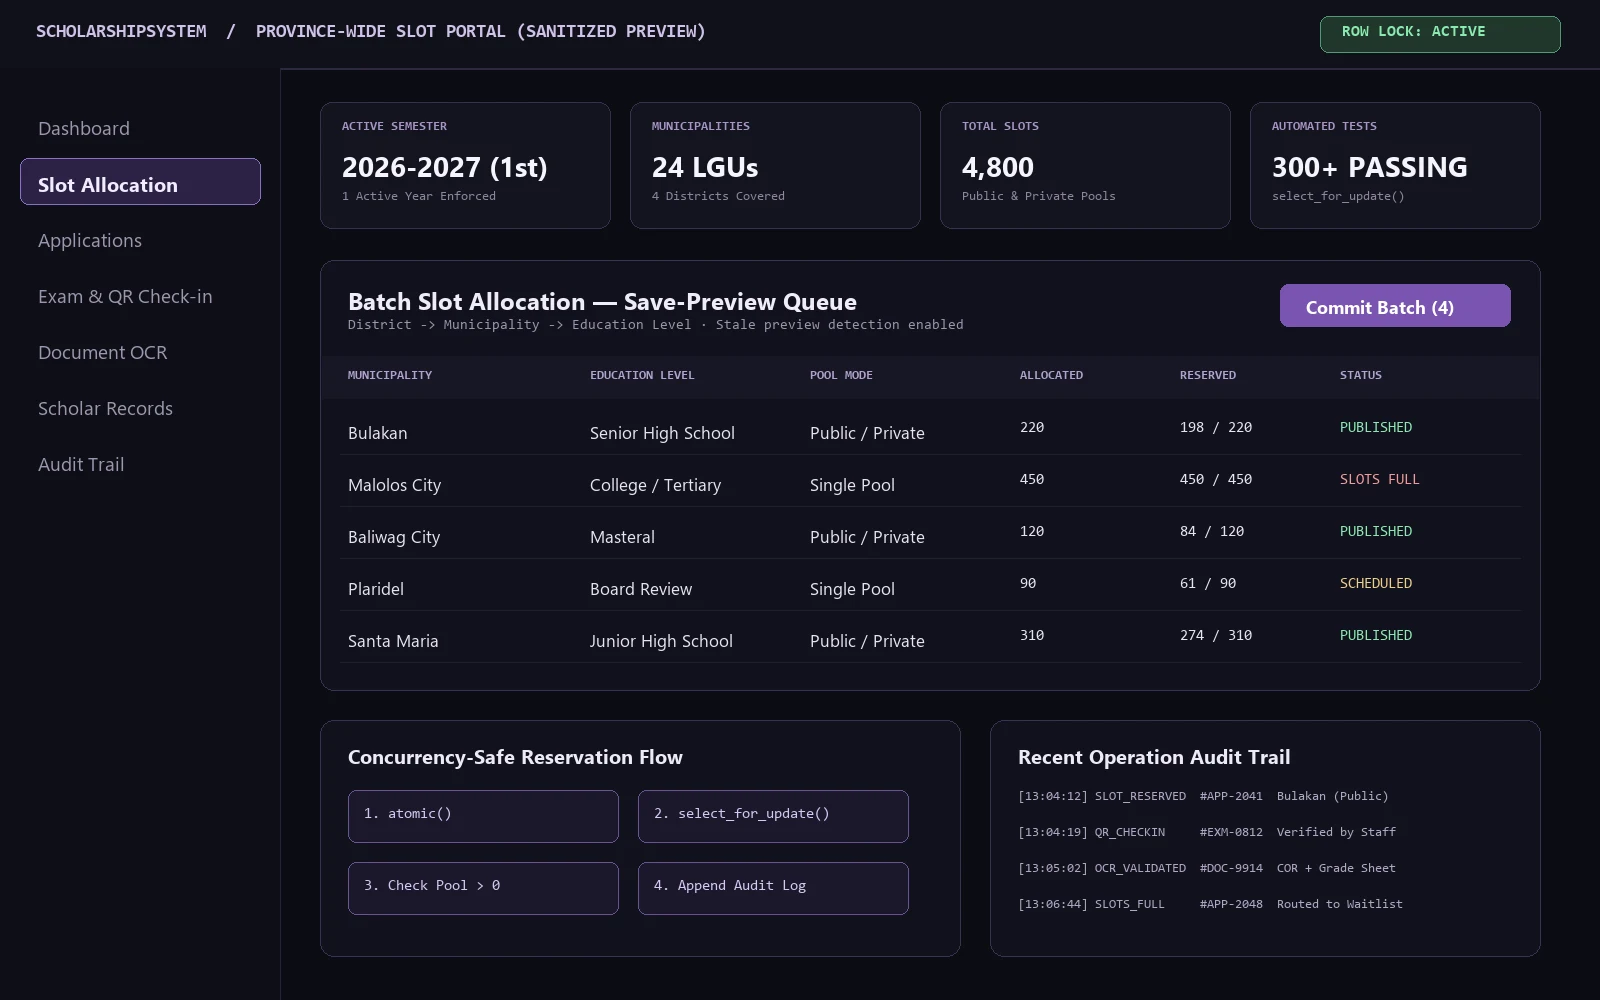 SCHOLARSHIPSYSTEM / PROVINCE-WIDE SLOT PORTAL (SANITIZED PREVIEW)
ROW LOCK: ACTIVE
Dashboard
Slot Allocation
Applications
Exam & QR Check-in
Document OCR
Scholar Records
Audit Trail
ACTIVE SEMESTER
2026-2027 (1st)
1 Active Year Enforced
MUNICIPALITIES
24 LGUs
4 Districts Covered
TOTAL SLOTS
4,800
Public & Private Pools
AUTOMATED TESTS
300+ PASSING
select_for_update()
Batch Slot Allocation — Save-Preview Queue
District -> Municipality -> Education Level · Stale preview detection enabled
Commit Batch (4)
MUNICIPALITY EDUCATION LEVEL POOL MODE ALLOCATED RESERVED STATUS
Bulakan Senior High School Public / Private 220 198 / 220 PUBLISHED
Malolos City College / Tertiary Single Pool 450 450 / 450 SLOTS FULL
Baliwag City Masteral Public / Private 120 84 / 120 PUBLISHED
Plaridel Board Review Single Pool 90 61 / 90 SCHEDULED
Santa Maria Junior High School Public / Private 310 274 / 310 PUBLISHED
Concurrency-Safe Reservation Flow
1. atomic()
2. select_for_update()
3. Check Pool > 0
4. Append Audit Log
Recent Operation Audit Trail
[13:04:12] SLOT_RESERVED #APP-2041 Bulakan (Public)
[13:04:19] QR_CHECKIN #EXM-0812 Verified by Staff
[13:05:02] OCR_VALIDATED #DOC-9914 COR + Grade Sheet
[13:06:44] SLOTS_FULL #APP-2048 Routed to Waitlist